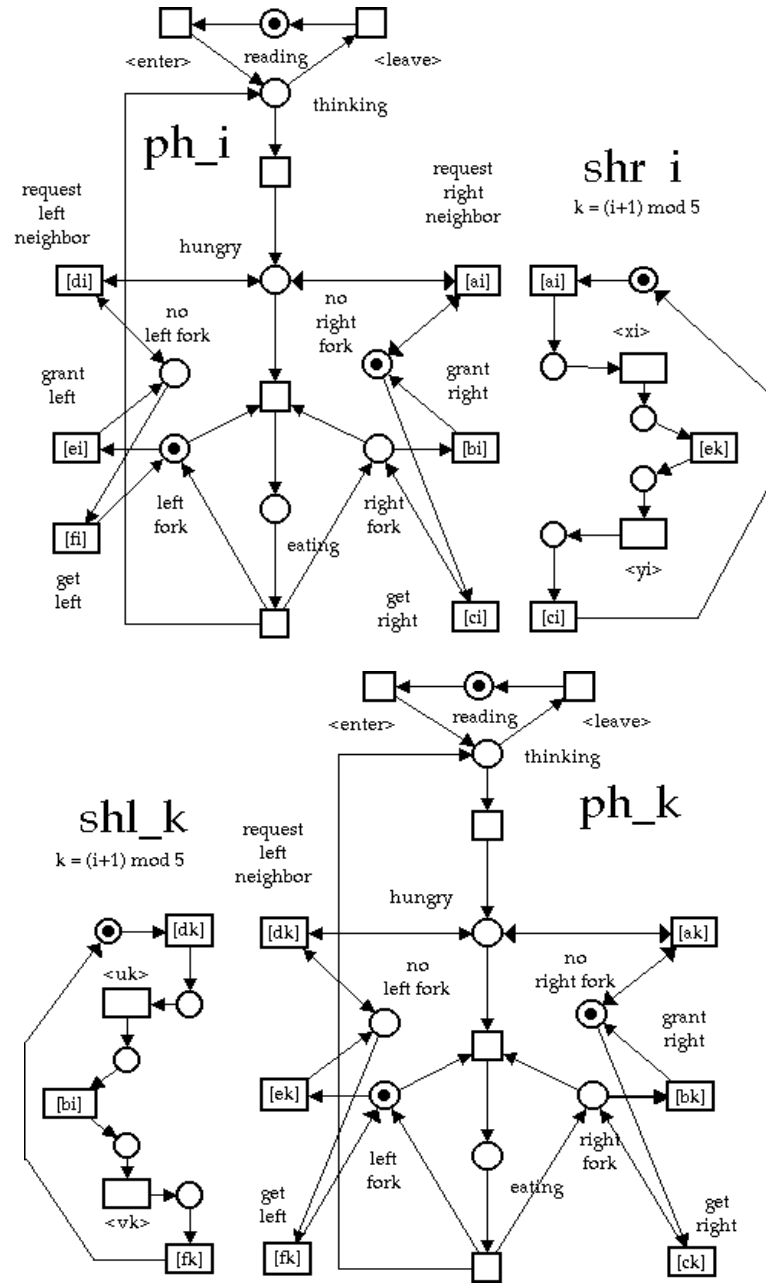 reading
<enter>
<leave>
thinking
ph_i
shr_i
k = (i+1) mod 5
request
left
neighbor
request
right
neighbor
hungry
[di]
[ai]
[ai]
no
left fork
no
right
fork
<xi>
grant
left
grant
right
[ei]
[bi]
[ek]
left
fork
right
fork
[fi]
eating
<yi>
get
left
get
right
[ci]
[ci]
reading
<enter>
<leave>
thinking
shl_k
k = (i+1) mod 5
ph_k
request
left
neighbor
hungry
[dk]
[dk]
[ak]
<uk>
no
left fork
no
right fork
grant
right
[bi]
[ek]
[bk]
left
fork
right
fork
<vk>
get
left
eating
get
right
[fk]
[fk]
[ck]